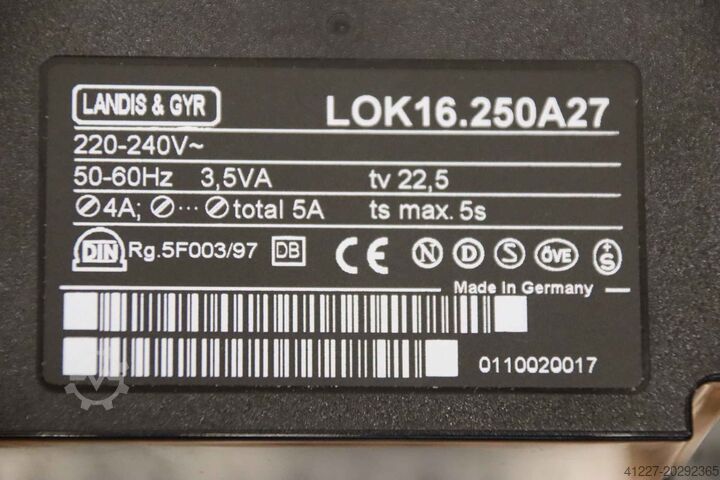 LANDIS & GYR LOK16.250A27
220-240V~
50-60Hz 3,5VA tv 22,5
⊘4A; ⊘···⊘total 5A ts max. 5s
DIN Rg.5F003/97 DB CE N D S ÖVE +S
Made in Germany
0110020017
41227-20292365